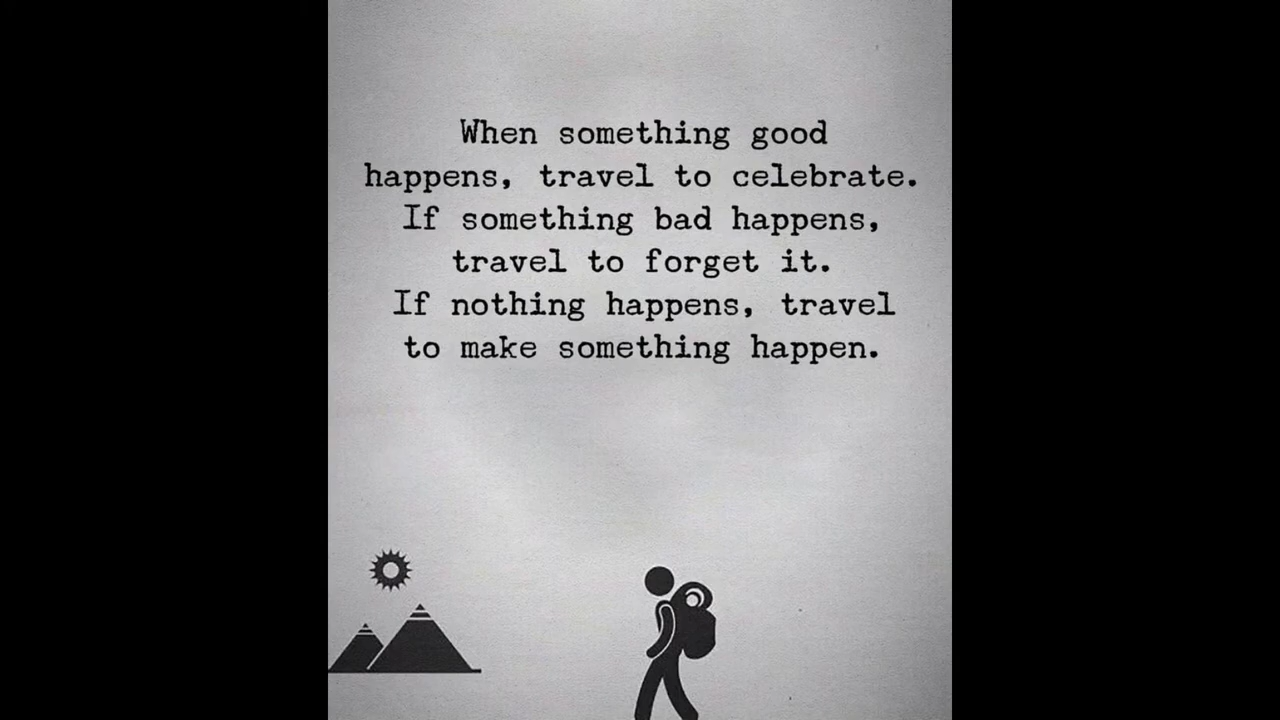 When something good
happens, travel to celebrate.
If something bad happens,
travel to forget it.
If nothing happens, travel
to make something happen.